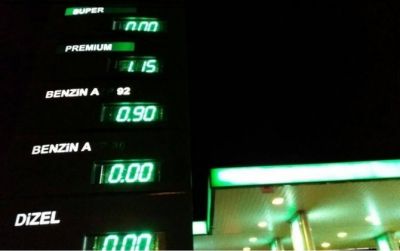 SUPER
0.00
PREMIUM
1.15
BENZIN A 92
0.90
BENZiN A
0.00
DiZEL
0.00